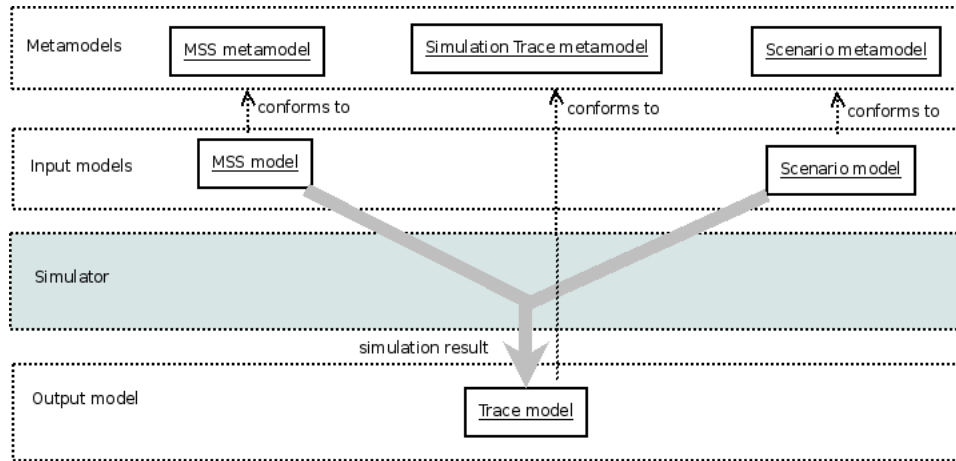 Metamodels
MSS metamodel
Simulation Trace metamodel
Scenario metamodel
conforms to
conforms to
conforms to
Input models
MSS model
Scenario model
Simulator
simulation result
Output model
Trace model